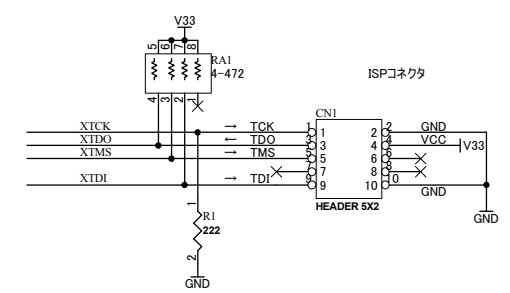 V33
5 6 7 8
RA1
4-472
4 3 2 1
ISPコネクタ
CN1
XTCK → TCK 1 1 2 2 GND
XTDO ← TDO 3 3 4 4 VCC V33
XTMS → TMS 5 5 6 6
7 7 8 8
XTDI → TDI 9 9 10 0 GND
HEADER 5X2
GND
1
R1
222
2
GND